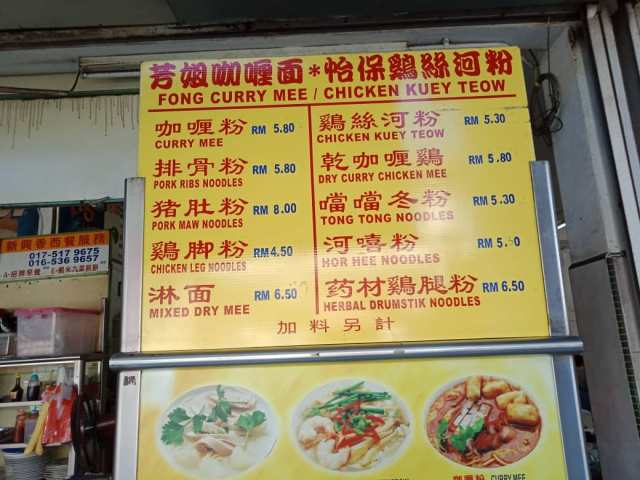 芳姐咖喱面*怡保鷄絲河粉
FONG CURRY MEE / CHICKEN KUEY TEOW
咖喱粉 RM 5.80
CURRY MEE
排骨粉 RM 5.80
PORK RIBS NOODLES
猪肚粉 RM 8.00
PORK MAW NOODLES
鷄脚粉 RM 4.50
CHICKEN LEG NOODLES
淋面 RM 6.50
MIXED DRY MEE
鷄絲河粉 RM 5.30
CHICKEN KUEY TEOW
乾咖喱鷄 RM 5.80
DRY CURRY CHICKEN MEE
噹噹冬粉 RM 5.30
TONG TONG NOODLES
河嘻粉 RM
HOR HEE NOODLES
药材鷄腿粉 RM 6.50
HERBAL DRUMSTIK NOODLES
加料另計
017-517 9675
016-536 9657
咖喱粉 CURRY MEE